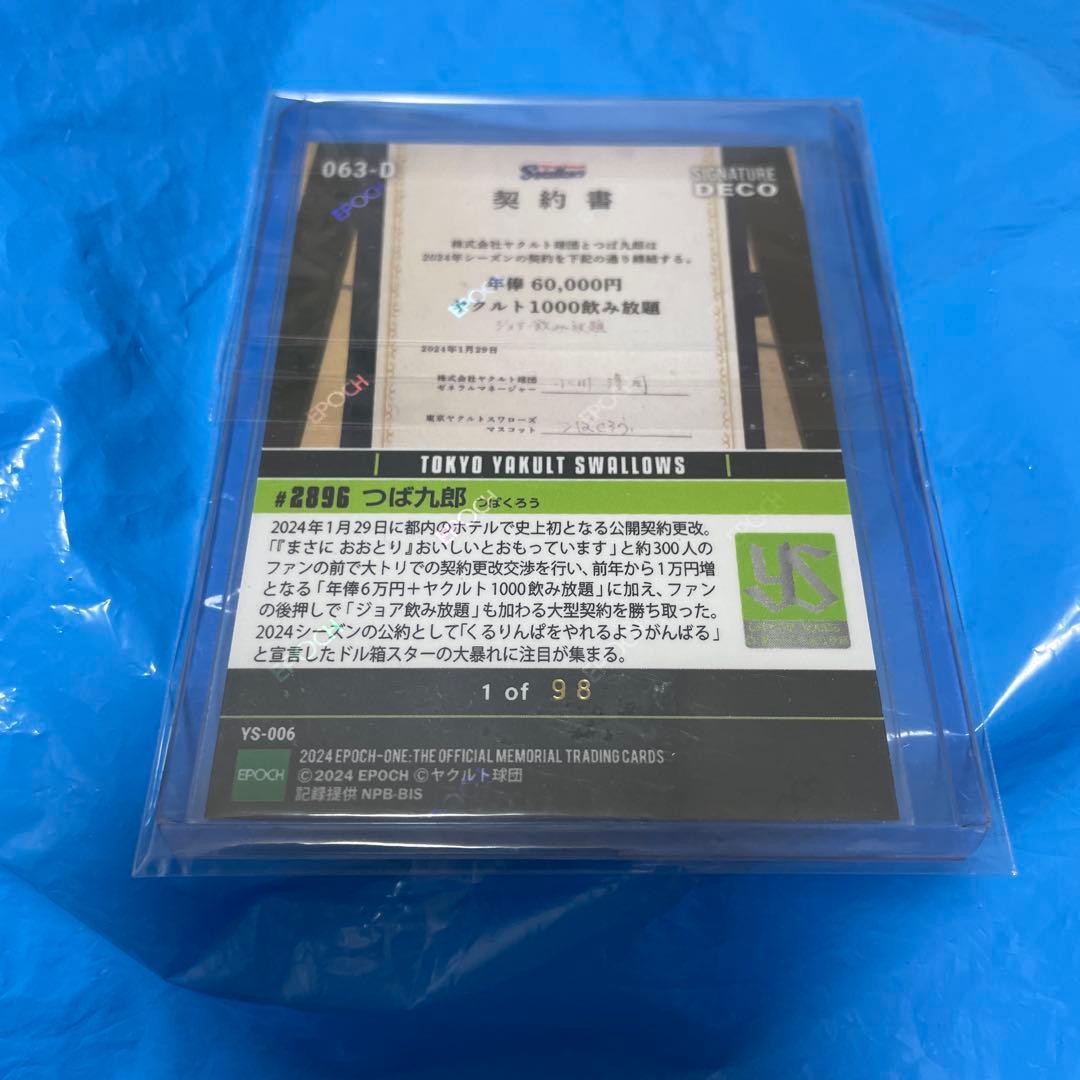 063-D
Swallows
SIGNATURE
DECO
契約書
株式会社ヤクルト球団とつば九郎は
2024年シーズンの契約を下記の通り締結する。
年俸 60,000円
ヤクルト1000飲み放題
ジョア飲み放題
2024年1月29日
株式会社ヤクルト球団
ゼネラルマネージャー
東京ヤクルトスワローズ
マスコット つばくろう
TOKYO YAKULT SWALLOWS
#2896 つば九郎 つばくろう
2024年1月29日に都内のホテルで史上初となる公開契約更改。
「『まさに おおとり』おいしいとおもっています」と約300人の
ファンの前で大トリでの契約更改交渉を行い、前年から1万円増
となる「年俸6万円＋ヤクルト1000飲み放題」に加え、ファン
の後押しで「ジョア飲み放題」も加わる大型契約を勝ち取った。
2024シーズンの公約として「くるりんぱをやれるようがんばる」
と宣言したドル箱スターの大暴れに注目が集まる。
YS
1 of 98
YS-006
EPOCH
2024 EPOCH-ONE:THE OFFICIAL MEMORIAL TRADING CARDS
©2024 EPOCH ©ヤクルト球団
記録提供 NPB-BIS
EPOCH
EPOCH
EPOCH
EPOCH
EPOCH
EPOCH
EPOCH
EPOCH